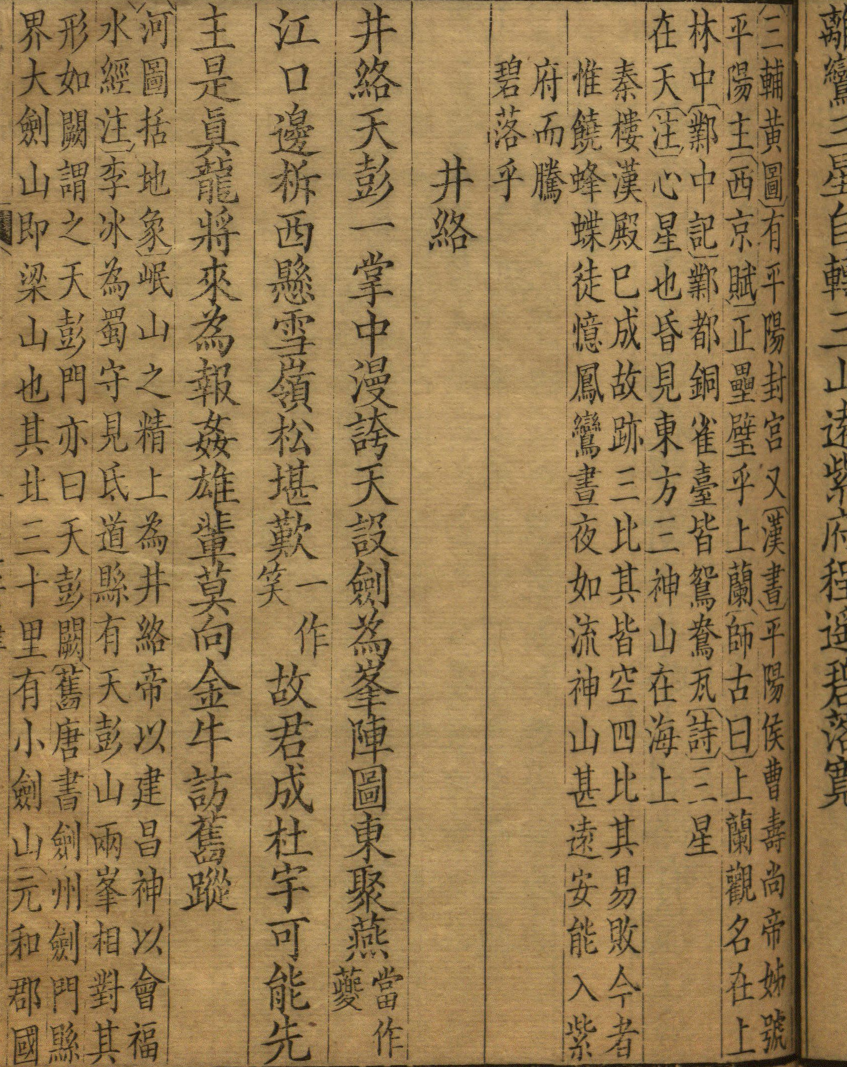 離鸞三星自轉三山遠紫府程遥碧落寛
三輔黃圖有平陽封宮又漢書平陽侯曹壽尚帝姊號
平陽主西京賦正壘壁乎上蘭師古曰上蘭觀名在上
林中鄴中記鄴都銅雀臺皆鴛鴦瓦詩三星
在天注心星也昏見東方三神山在海上
秦樓漢殿已成故跡三比其皆空四比其易敗今者
惟饒蜂蝶徒憶鳳鸞晝夜如流神山甚遠安能入紫
府而騰
碧落乎
井絡
井絡天彭一掌中漫誇天設劍為峯陣圖東聚燕當作夔
江口邊柝西懸雪嶺松堪歎一作笑故君成杜宇可能先
主是眞龍將來為報姦雄輩莫向金牛訪舊蹤
河圖括地象岷山之精上為井絡帝以建昌神以會福
水經注李冰為蜀守見氐道縣有天彭山兩峯相對其
形如闕謂之天彭門亦曰天彭闕舊唐書劍州劍門縣
界大劍山即梁山也其北三十里有小劍山元和郡國